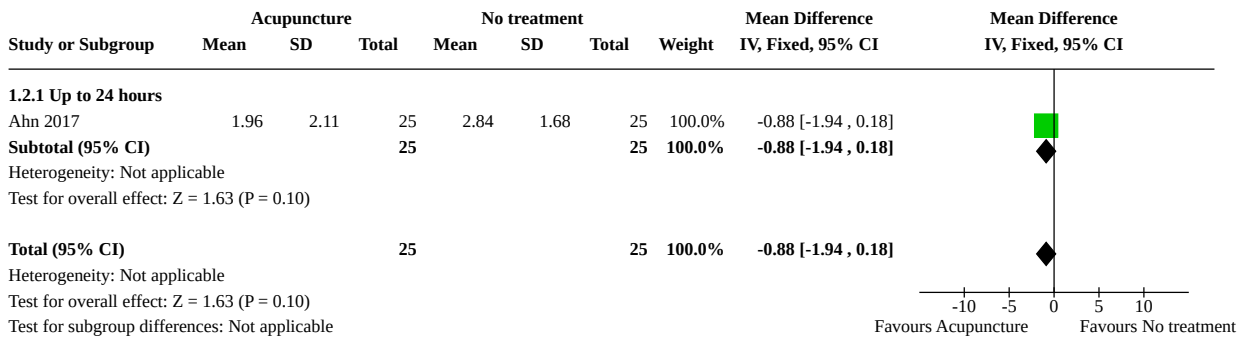 Acupuncture No treatment Mean Difference Mean Difference
Study or Subgroup Mean SD Total Mean SD Total Weight IV, Fixed, 95% CI IV, Fixed, 95% CI
1.2.1 Up to 24 hours
Ahn 2017 1.96 2.11 25 2.84 1.68 25 100.0% -0.88 [-1.94 , 0.18]
Subtotal (95% CI) 25 25 100.0% -0.88 [-1.94 , 0.18]
Heterogeneity: Not applicable
Test for overall effect: Z = 1.63 (P = 0.10)
Total (95% CI) 25 25 100.0% -0.88 [-1.94 , 0.18]
Heterogeneity: Not applicable
Test for overall effect: Z = 1.63 (P = 0.10)
Test for subgroup differences: Not applicable
-10 -5 0 5 10
Favours Acupuncture Favours No treatment